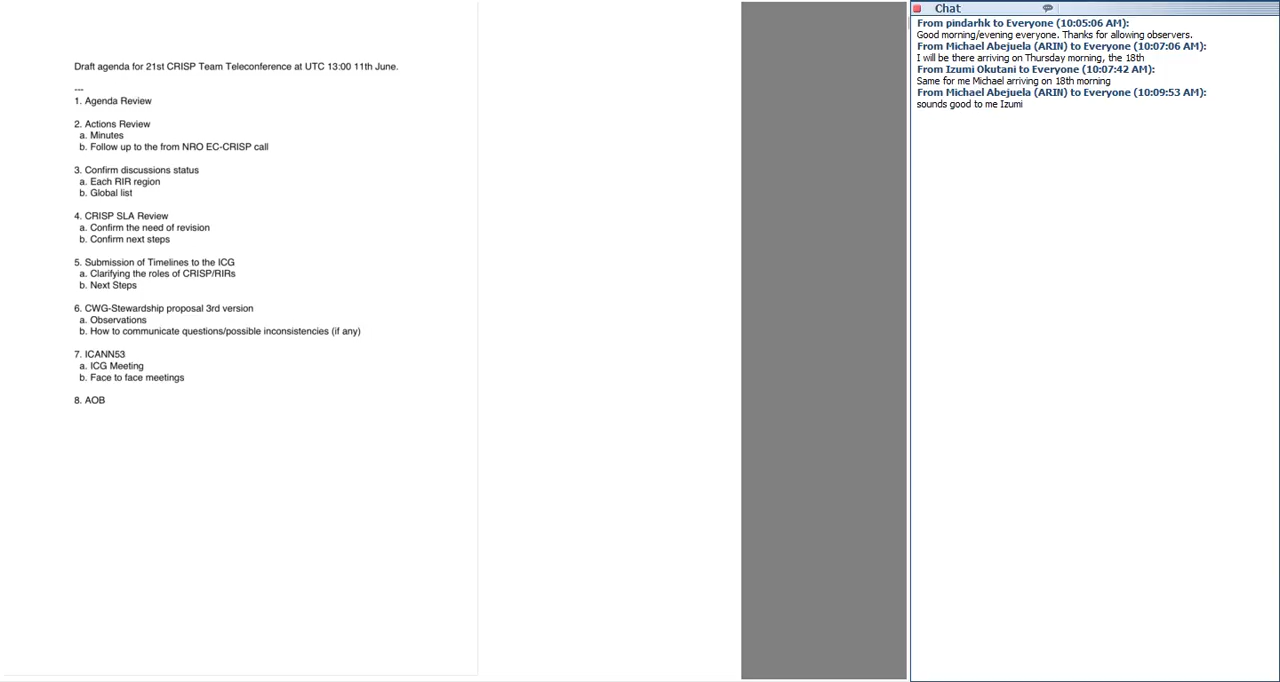 Draft agenda for 21st CRISP Team Teleconference at UTC 13:00 11th June.
---
1. Agenda Review
2. Actions Review
a. Minutes
b. Follow up to the from NRO EC-CRISP call
3. Confirm discussions status
a. Each RIR region
b. Global list
4. CRISP SLA Review
a. Confirm the need of revision
b. Confirm next steps
5. Submission of Timelines to the ICG
a. Clarifying the roles of CRISP/RIRs
b. Next Steps
6. CWG-Stewardship proposal 3rd version
a. Observations
b. How to communicate questions/possible inconsistencies (if any)
7. ICANN53
a. ICG Meeting
b. Face to face meetings
8. AOB
Chat
From pindarhk to Everyone (10:05:06 AM):
Good morning/evening everyone. Thanks for allowing observers.
From Michael Abejuela (ARIN) to Everyone (10:07:06 AM):
I will be there arriving on Thursday morning, the 18th
From Izumi Okutani to Everyone (10:07:42 AM):
Same for me Michael arriving on 18th morning
From Michael Abejuela (ARIN) to Everyone (10:09:53 AM):
sounds good to me Izumi